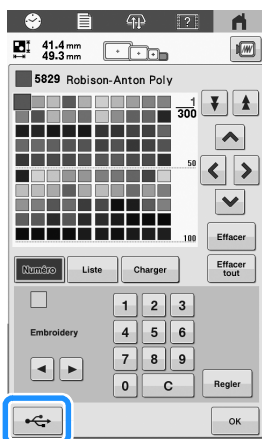 ?
41.4 mm
49.3 mm
5829 Robison-Anton Poly
1
300
50
100
Effacer
Numéro Liste Charger Effacer tout
1 2 3
Embroidery 4 5 6
7 8 9
0 C Regler
OK